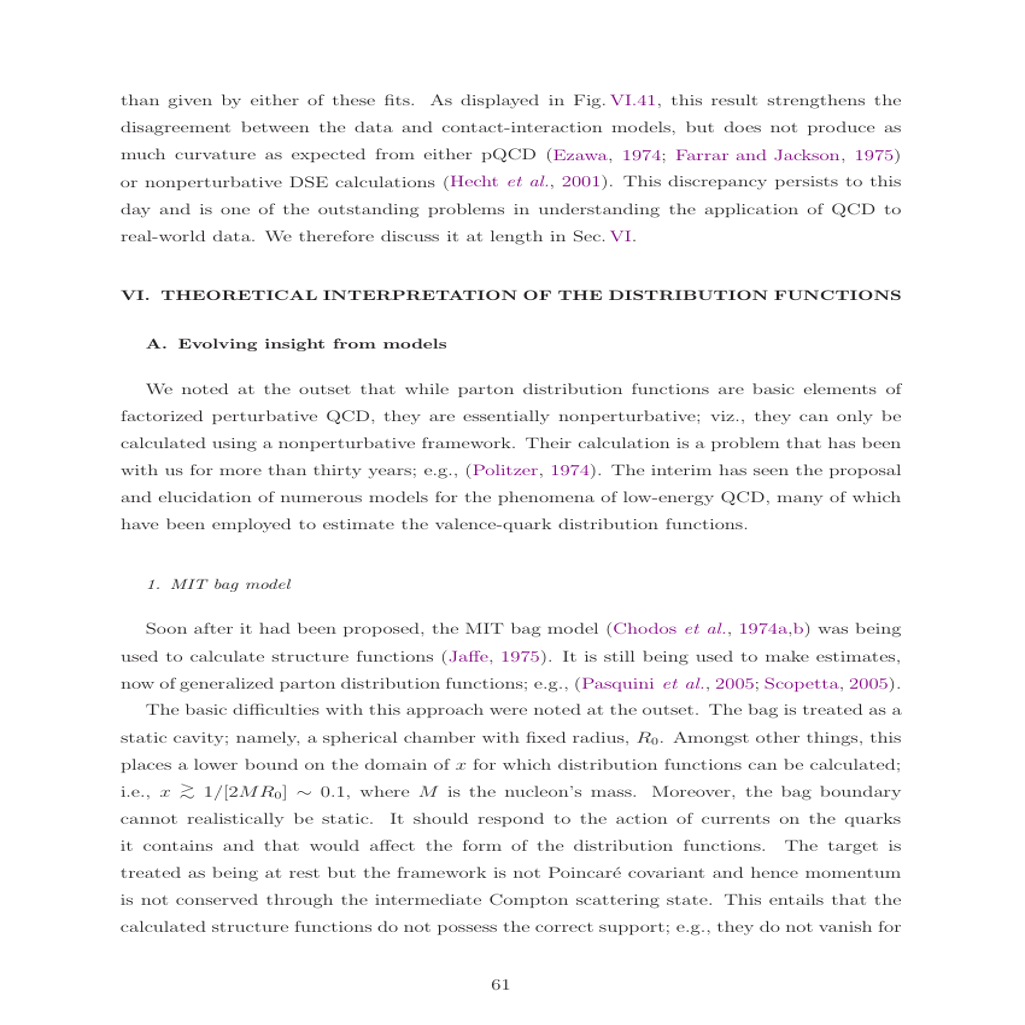 than given by either of these fits. As displayed in Fig. VI.41, this result strengthens the
disagreement between the data and contact-interaction models, but does not produce as
much curvature as expected from either pQCD (Ezawa, 1974; Farrar and Jackson, 1975)
or nonperturbative DSE calculations (Hecht et al., 2001). This discrepancy persists to this
day and is one of the outstanding problems in understanding the application of QCD to
real-world data. We therefore discuss it at length in Sec. VI.
VI. THEORETICAL INTERPRETATION OF THE DISTRIBUTION FUNCTIONS
A. Evolving insight from models
We noted at the outset that while parton distribution functions are basic elements of
factorized perturbative QCD, they are essentially nonperturbative; viz., they can only be
calculated using a nonperturbative framework. Their calculation is a problem that has been
with us for more than thirty years; e.g., (Politzer, 1974). The interim has seen the proposal
and elucidation of numerous models for the phenomena of low-energy QCD, many of which
have been employed to estimate the valence-quark distribution functions.
1. MIT bag model
Soon after it had been proposed, the MIT bag model (Chodos et al., 1974a,b) was being
used to calculate structure functions (Jaffe, 1975). It is still being used to make estimates,
now of generalized parton distribution functions; e.g., (Pasquini et al., 2005; Scopetta, 2005).
The basic difficulties with this approach were noted at the outset. The bag is treated as a
static cavity; namely, a spherical chamber with fixed radius, R₀. Amongst other things, this
places a lower bound on the domain of x for which distribution functions can be calculated;
i.e., x ≳ 1/[2MR₀] ∼ 0.1, where M is the nucleon's mass. Moreover, the bag boundary
cannot realistically be static. It should respond to the action of currents on the quarks
it contains and that would affect the form of the distribution functions. The target is
treated as being at rest but the framework is not Poincaré covariant and hence momentum
is not conserved through the intermediate Compton scattering state. This entails that the
calculated structure functions do not possess the correct support; e.g., they do not vanish for
61